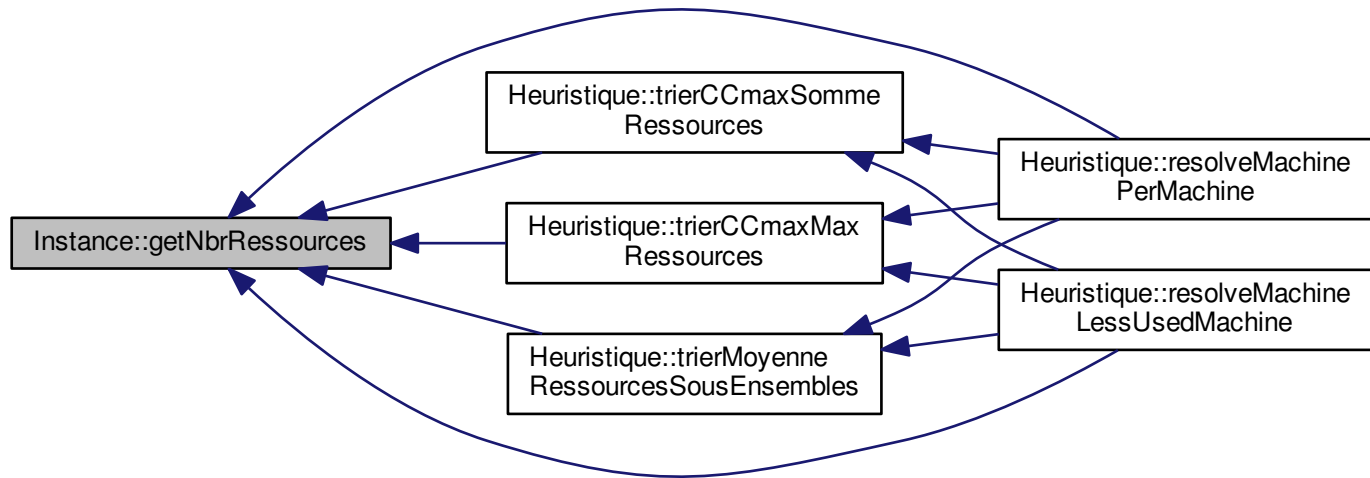 Heuristique::trierCCmaxSomme
Ressources
Heuristique::resolveMachine
PerMachine
Instance::getNbrRessources
Heuristique::trierCCmaxMax
Ressources
Heuristique::resolveMachine
LessUsedMachine
Heuristique::trierMoyenne
RessourcesSousEnsembles